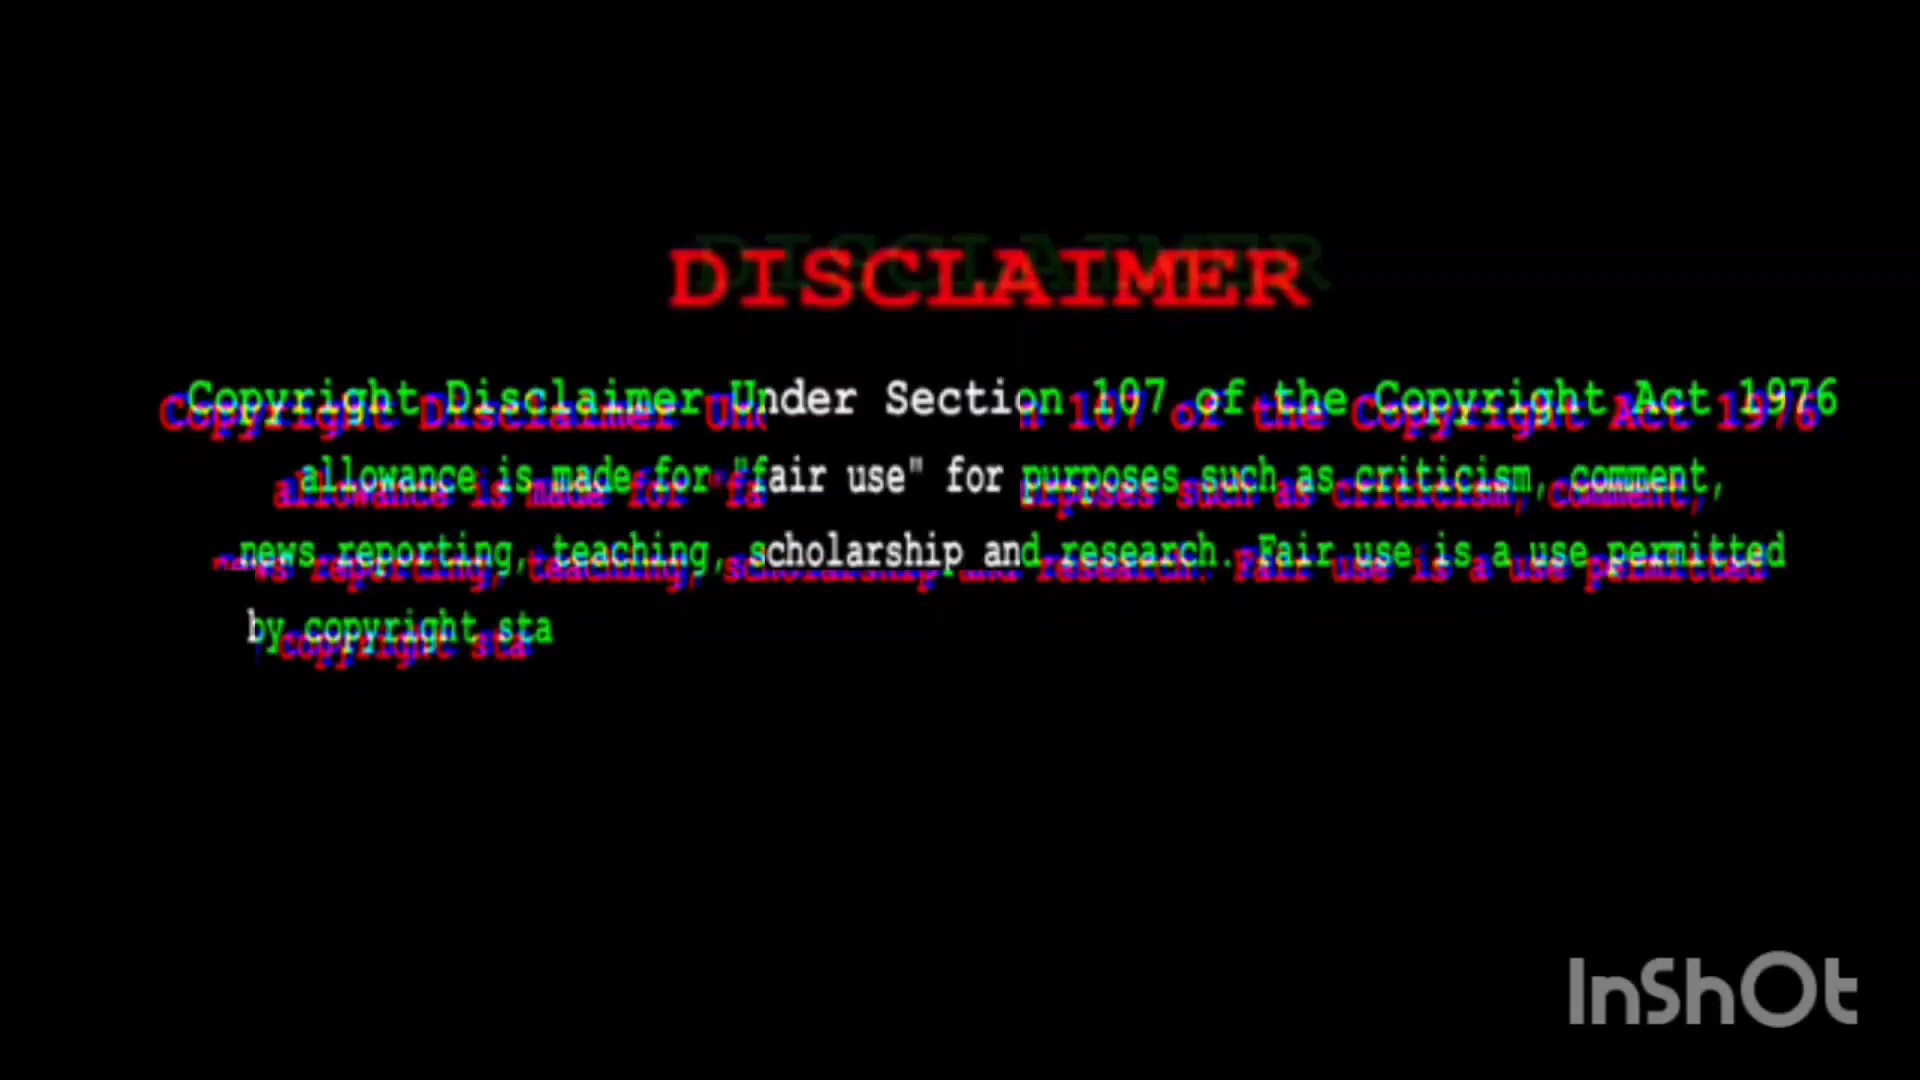 DISCLAIMER
Copyright Disclaimer Under Section 107 of the Copyright Act 1976
allowance is made for "fair use" for purposes such as criticism, comment,
news reporting, teaching, scholarship and research. Fair use is a use permitted
by copyright sta
InShOt